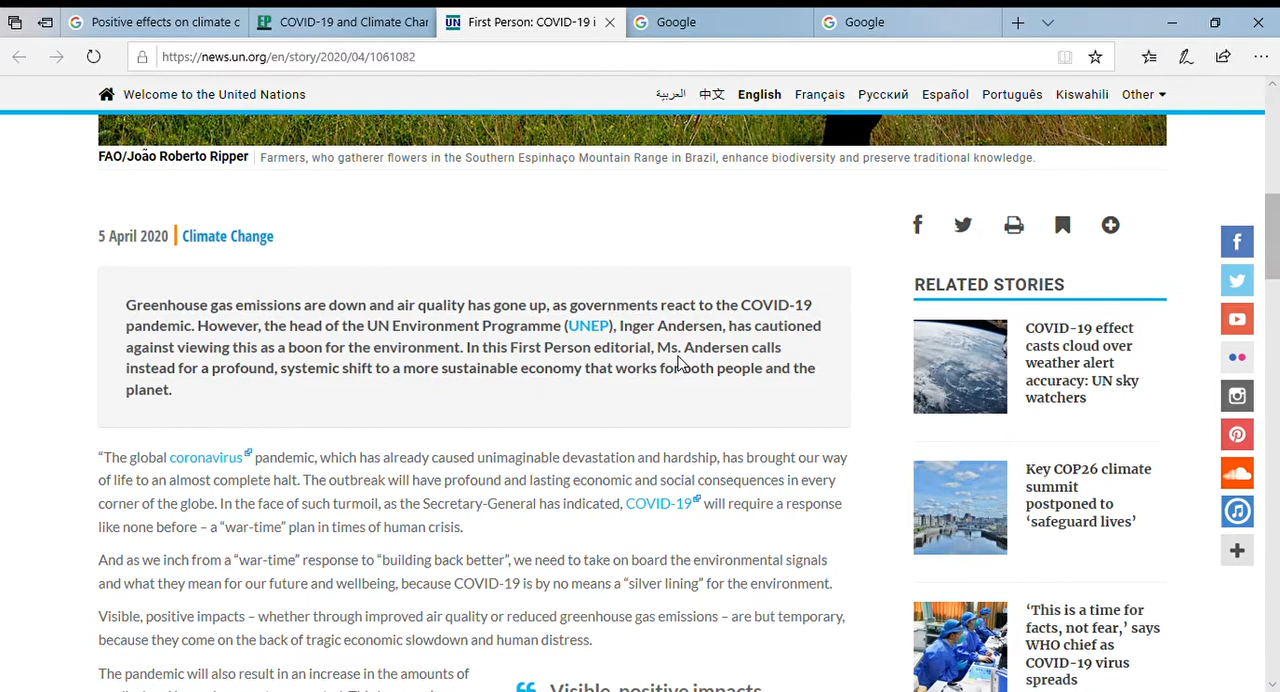 Positive effects on climate c
COVID-19 and Climate Char
UN First Person: COVID-19 i
Google
Google
https://news.un.org/en/story/2020/04/1061082
Welcome to the United Nations
العربية 中文 English Français Русский Español Português Kiswahili Other
FAO/João Roberto Ripper Farmers, who gatherer flowers in the Southern Espinhaço Mountain Range in Brazil, enhance biodiversity and preserve traditional knowledge.
5 April 2020 Climate Change
Greenhouse gas emissions are down and air quality has gone up, as governments react to the COVID-19
pandemic. However, the head of the UN Environment Programme (UNEP), Inger Andersen, has cautioned
against viewing this as a boon for the environment. In this First Person editorial, Ms. Andersen calls
instead for a profound, systemic shift to a more sustainable economy that works for both people and the
planet.
“The global coronavirus pandemic, which has already caused unimaginable devastation and hardship, has brought our way
of life to an almost complete halt. The outbreak will have profound and lasting economic and social consequences in every
corner of the globe. In the face of such turmoil, as the Secretary-General has indicated, COVID-19 will require a response
like none before – a “war-time” plan in times of human crisis.
And as we inch from a “war-time” response to “building back better”, we need to take on board the environmental signals
and what they mean for our future and wellbeing, because COVID-19 is by no means a “silver lining” for the environment.
Visible, positive impacts – whether through improved air quality or reduced greenhouse gas emissions – are but temporary,
because they come on the back of tragic economic slowdown and human distress.
The pandemic will also result in an increase in the amounts of
Visible, positive impacts
RELATED STORIES
COVID-19 effect
casts cloud over
weather alert
accuracy: UN sky
watchers
Key COP26 climate
summit
postponed to
‘safeguard lives’
‘This is a time for
facts, not fear,’ says
WHO chief as
COVID-19 virus
spreads